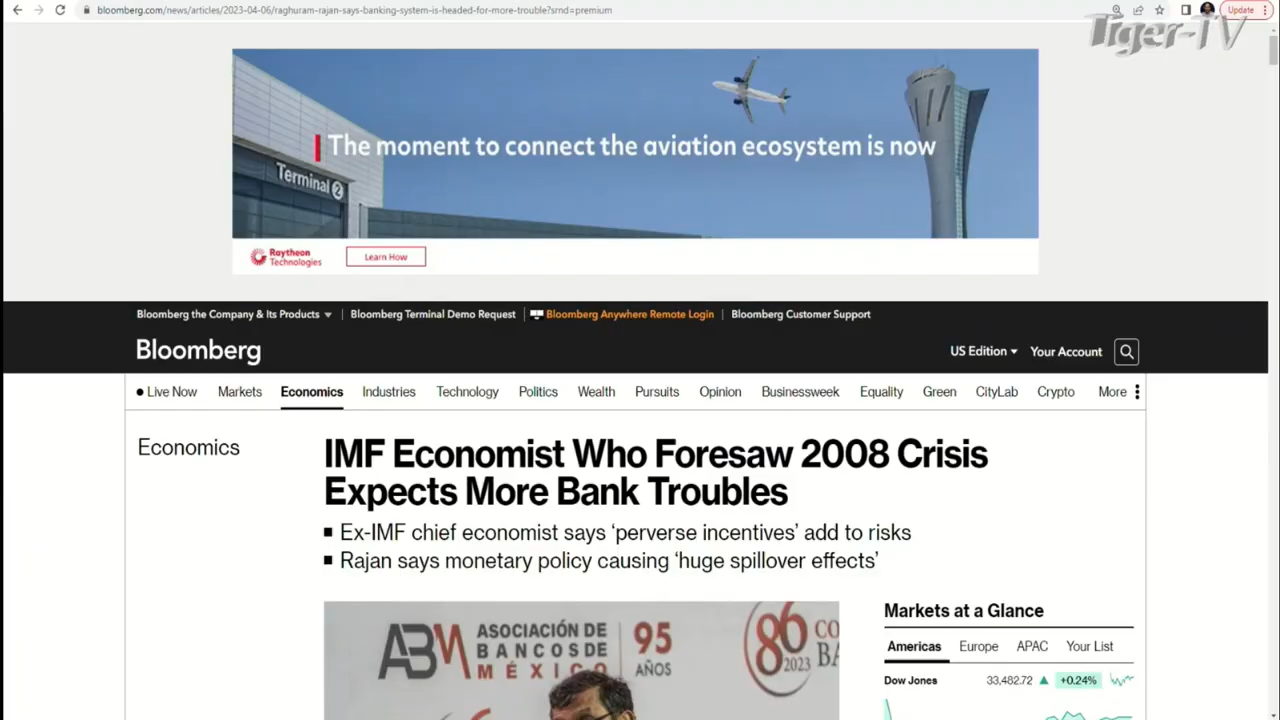 bloomberg.com/news/articles/2023-04-06/raghuram-rajan-says-banking-system-is-headed-for-more-trouble?srnd=premium
Update
Tiger-TV
The moment to connect the aviation ecosystem is now
Terminal 2
Raytheon
Technologies
Learn How
Bloomberg the Company & Its Products
Bloomberg Terminal Demo Request
Bloomberg Anywhere Remote Login
Bloomberg Customer Support
Bloomberg
US Edition
Your Account
Live Now Markets Economics Industries Technology Politics Wealth Pursuits Opinion Businessweek Equality Green CityLab Crypto More
Economics
IMF Economist Who Foresaw 2008 Crisis
Expects More Bank Troubles
Ex-IMF chief economist says ‘perverse incentives’ add to risks
Rajan says monetary policy causing ‘huge spillover effects’
ABM ASOCIACIÓN DE
BANCOS DE
MÉXICO
95
AÑOS
86
2023
CO
BA
Markets at a Glance
Americas Europe APAC Your List
Dow Jones 33,482.72 +0.24%